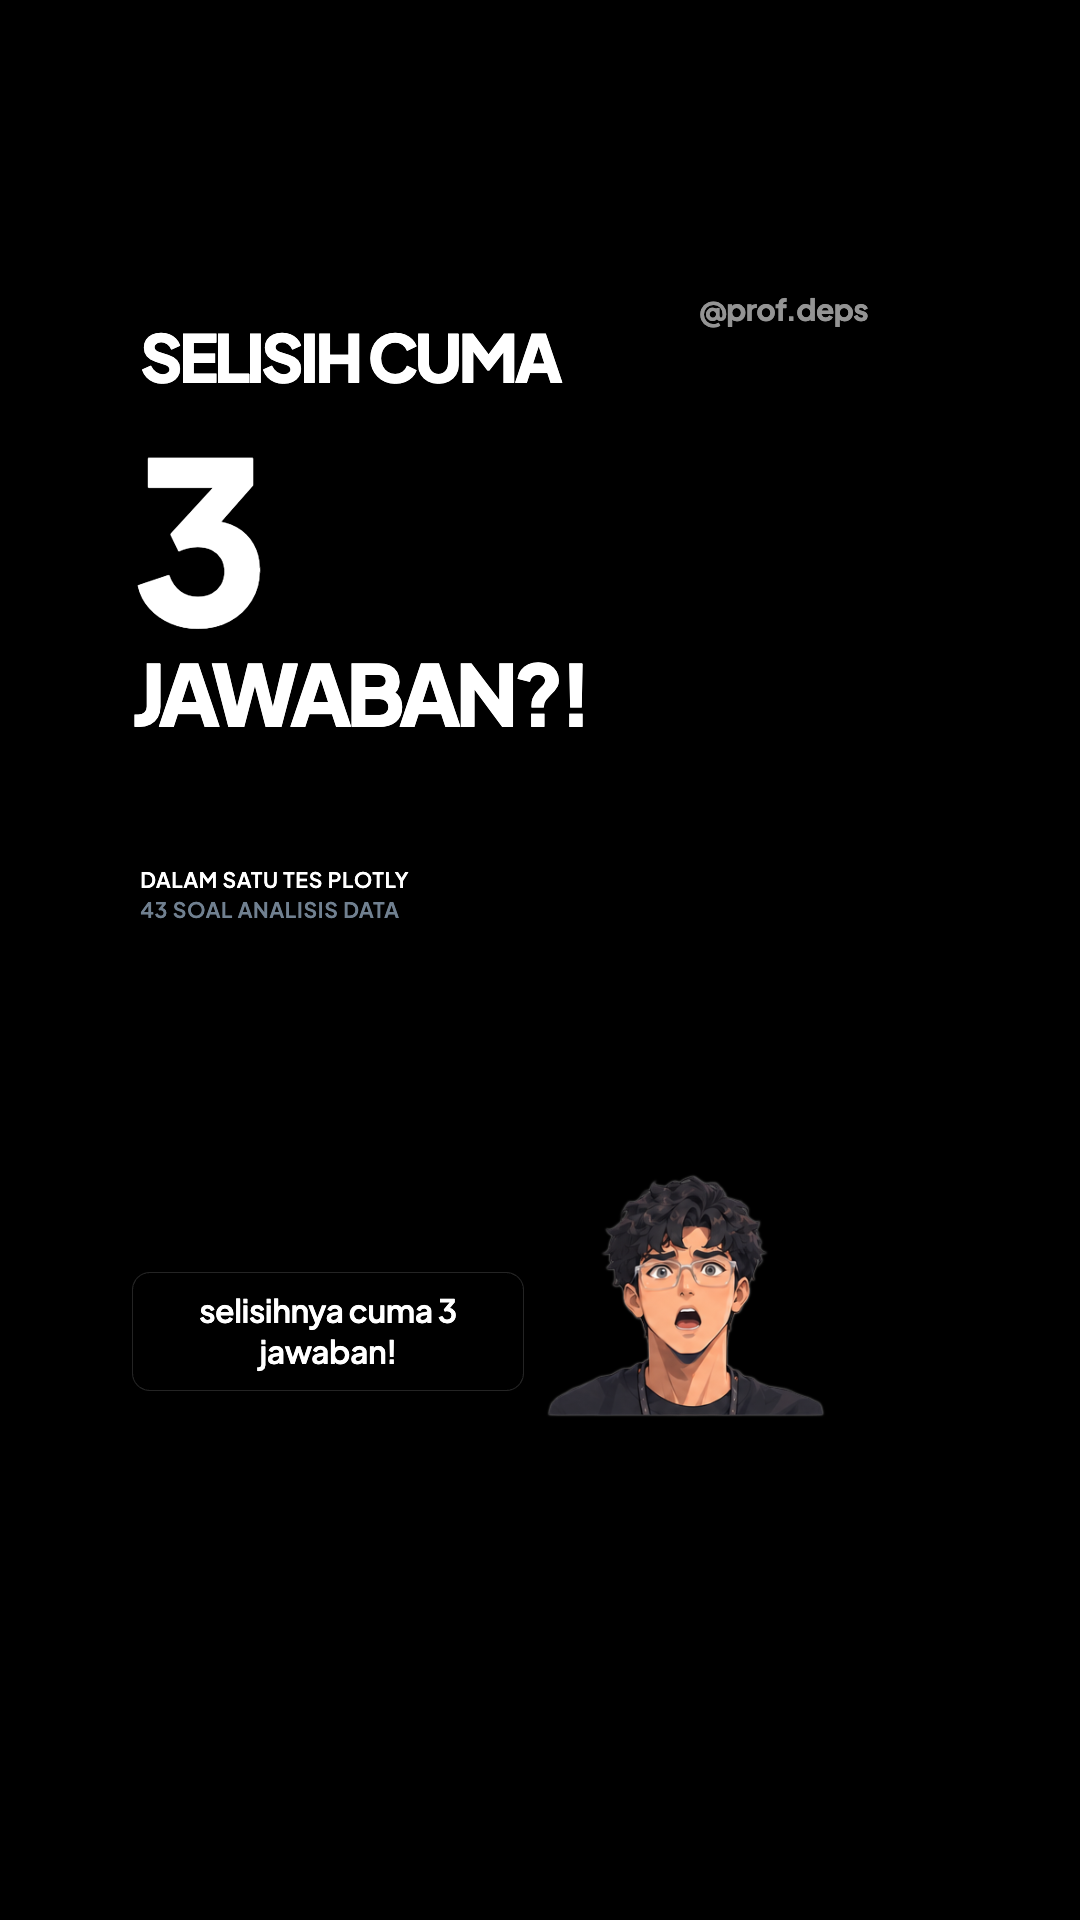 @prof.deps
SELISIH CUMA
3
JAWABAN?!
DALAM SATU TES PLOTLY
43 SOAL ANALISIS DATA
selisihnya cuma 3
jawaban!